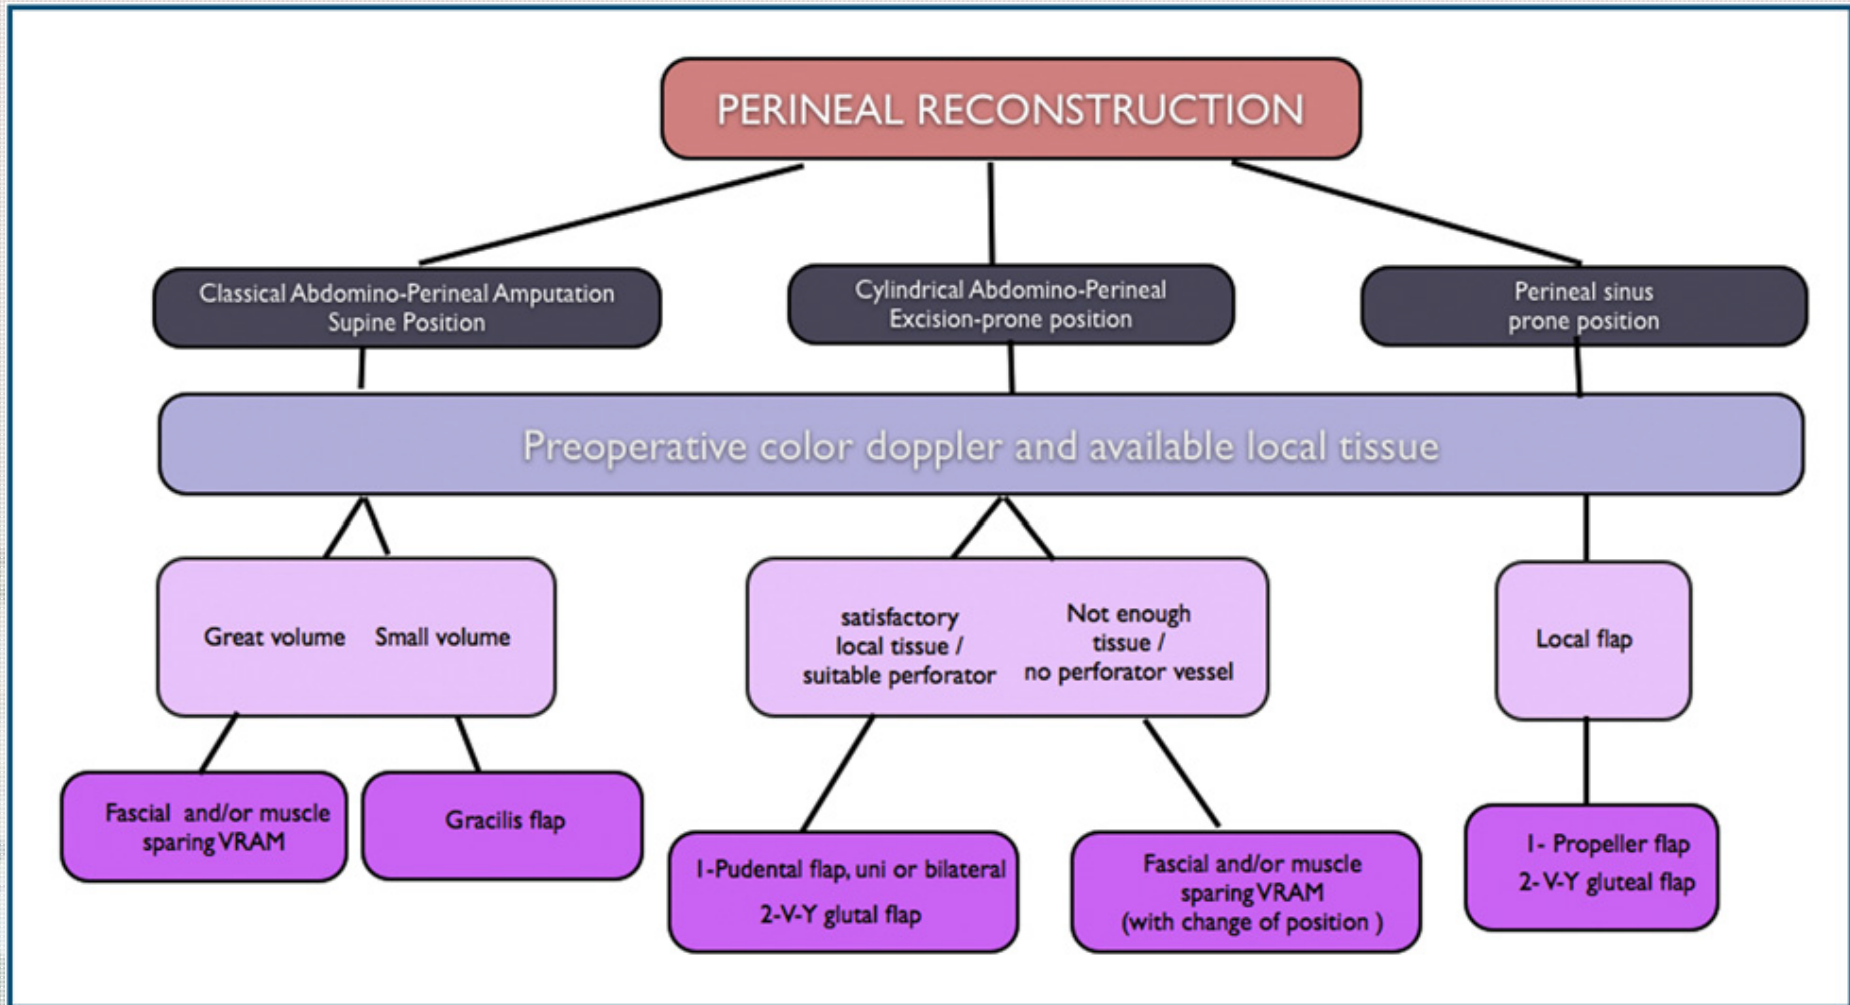 PERINEAL RECONSTRUCTION
Classical Abdomino-Perineal Amputation
Supine Position
Cylindrical Abdomino-Perineal
Excision-prone position
Perineal sinus
prone position
Preoperative color doppler and available local tissue
Great volume
Small volume
satisfactory
local tissue /
suitable perforator
Not enough
tissue /
no perforator vessel
Local flap
Fascial and/or muscle
sparing VRAM
Gracilis flap
1-Pudental flap, uni or bilateral
2-V-Y glutal flap
Fascial and/or muscle
sparing VRAM
(with change of position )
1- Propeller flap
2- V-Y gluteal flap